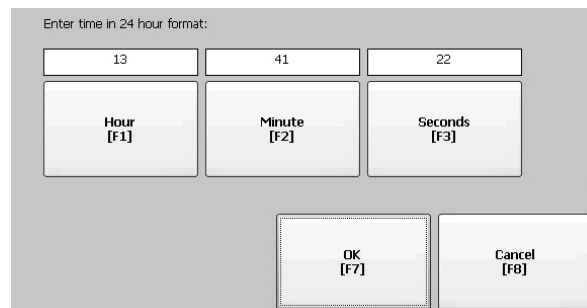 Enter time in 24 hour format:
13 41 22
Hour Minute Seconds
[F1] [F2] [F3]
OK Cancel
[F7] [F8]